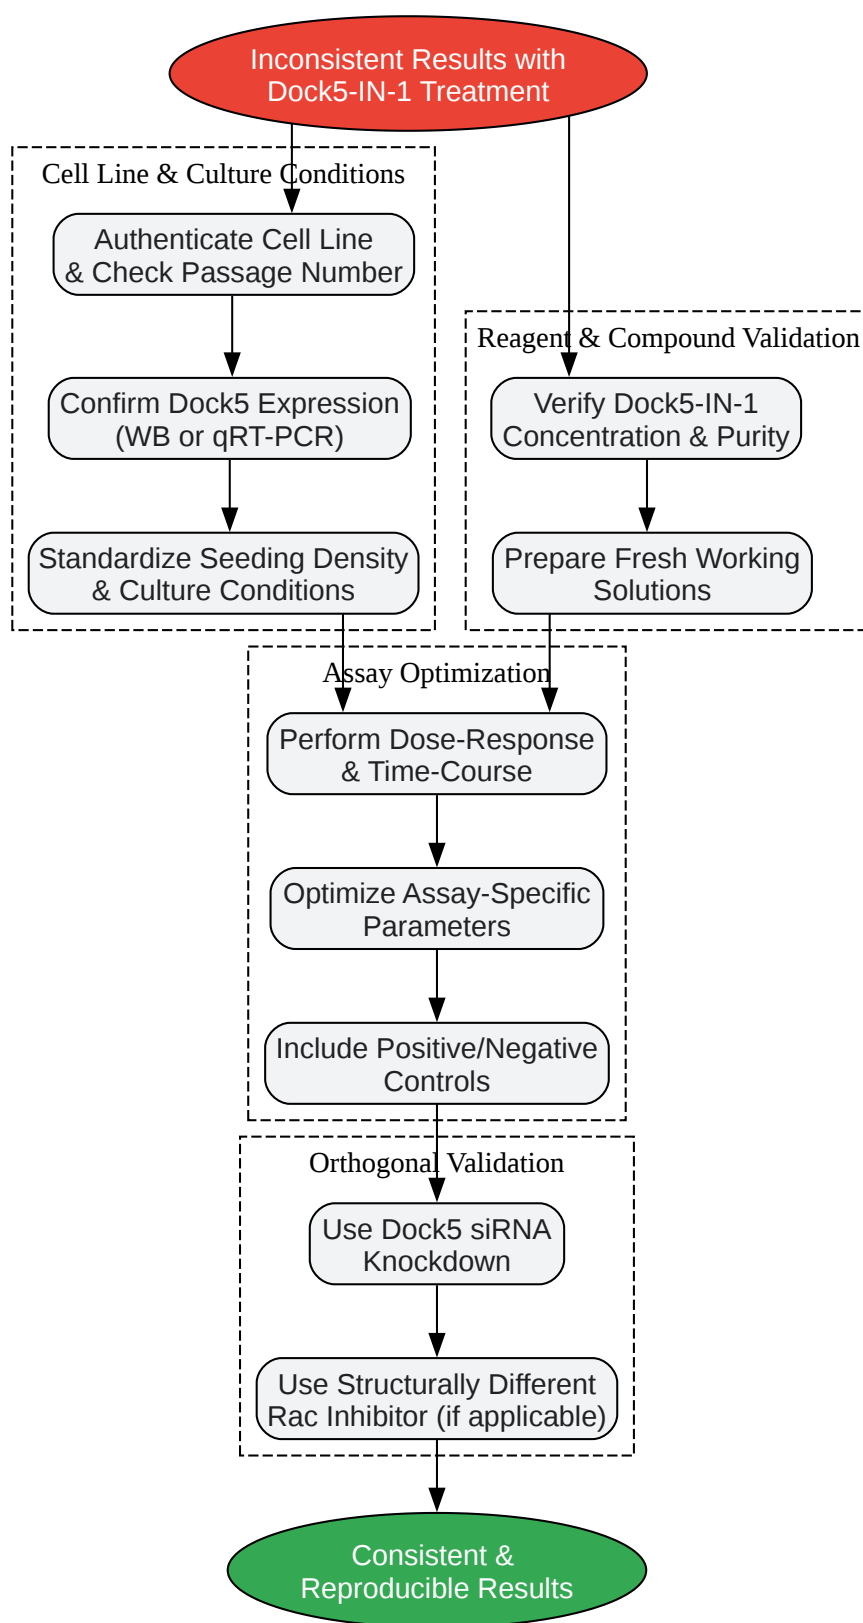 Inconsistent Results with
Dock5-IN-1 Treatment
Cell Line & Culture Conditions
Authenticate Cell Line
& Check Passage Number
Confirm Dock5 Expression
(WB or qRT-PCR)
Standardize Seeding Density
& Culture Conditions
Reagent & Compound Validation
Verify Dock5-IN-1
Concentration & Purity
Prepare Fresh Working
Solutions
Assay Optimization
Perform Dose-Response
& Time-Course
Optimize Assay-Specific
Parameters
Include Positive/Negative
Controls
Orthogonal Validation
Use Dock5 siRNA
Knockdown
Use Structurally Different
Rac Inhibitor (if applicable)
Consistent &
Reproducible Results